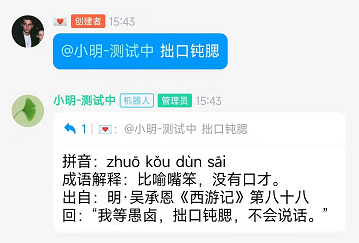 创建者 15:43
@小明-测试中 拙口钝腮
小明-测试中 机器人 管理员 15:43
1 💌：@小明-测试中 拙口钝腮
拼音：zhuō kǒu dùn sāi
成语解释：比喻嘴笨，没有口才。
出自：明·吴承恩《西游记》第八十八
回：“我等愚卤，拙口钝腮，不会说话。”